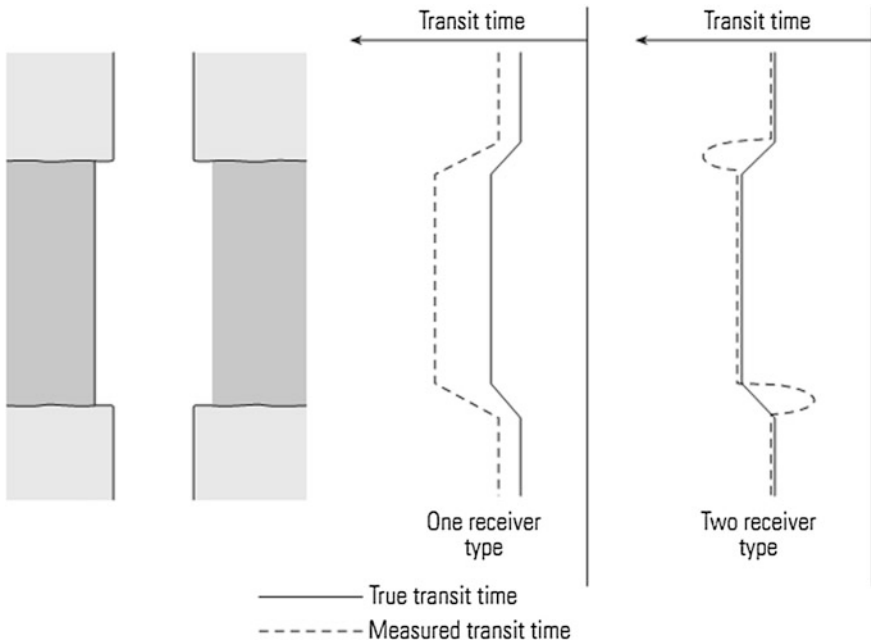 Transit time
Transit time
One receiver
type
Two receiver
type
True transit time
Measured transit time